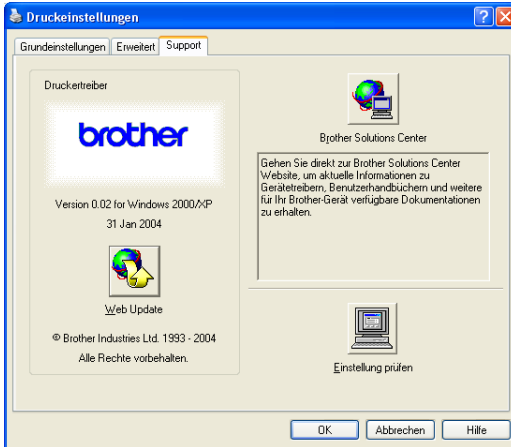 Druckeinstellungen
Grundeinstellungen Erweitert Support
Druckertreiber
brother
Version 0.02 for Windows 2000/XP
31 Jan 2004
Web Update
© Brother Industries Ltd. 1993 - 2004
Alle Rechte vorbehalten.
Brother Solutions Center
Gehen Sie direkt zur Brother Solutions Center
Website, um aktuelle Informationen zu
Gerätetreibern, Benutzerhandbüchern und weitere
für Ihr Brother-Gerät verfügbare Dokumentationen
zu erhalten.
Einstellung prüfen
OK Abbrechen Hilfe